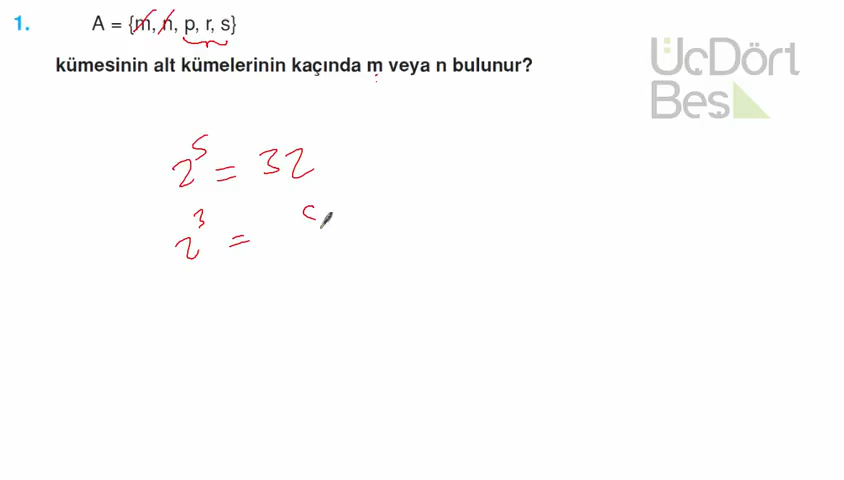 1. A = {m, n, p, r, s}
kümesinin alt kümelerinin kaçında m veya n bulunur?
ÜçDört
Beş
2⁵ = 32
2³ =